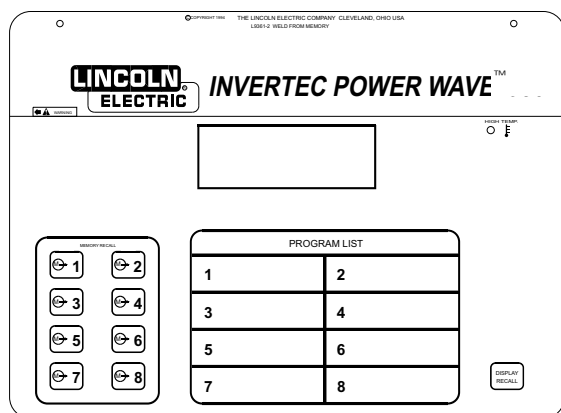 ©COPYRIGHT 1994 THE LINCOLN ELECTRIC COMPANY CLEVELAND, OHIO USA
L9361-2 WELD FROM MEMORY
LINCOLN
ELECTRIC
INVERTEC POWER WAVE™
WARNING
HIGH TEMP.
MEMORY RECALL
M 1
M 2
M 3
M 4
M 5
M 6
M 7
M 8
PROGRAM LIST
1 2
3 4
5 6
7 8
DISPLAY
RECALL